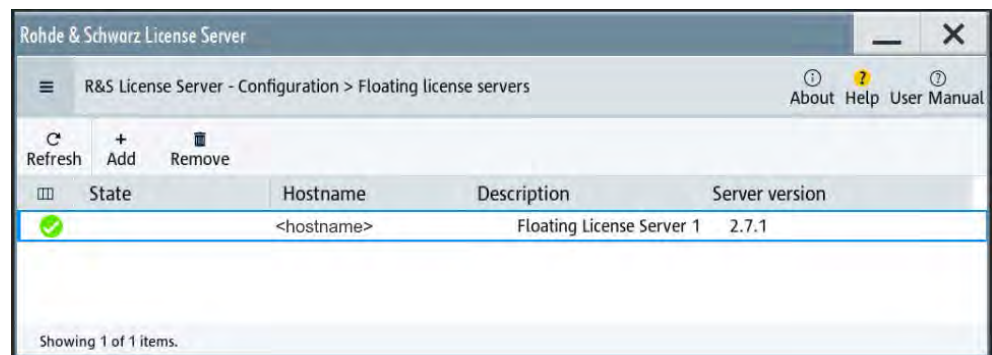 Rohde & Schwarz License Server
R&S License Server - Configuration > Floating license servers
About Help User Manual
Refresh Add Remove
State Hostname Description Server version
<hostname> Floating License Server 1 2.7.1
Showing 1 of 1 items.